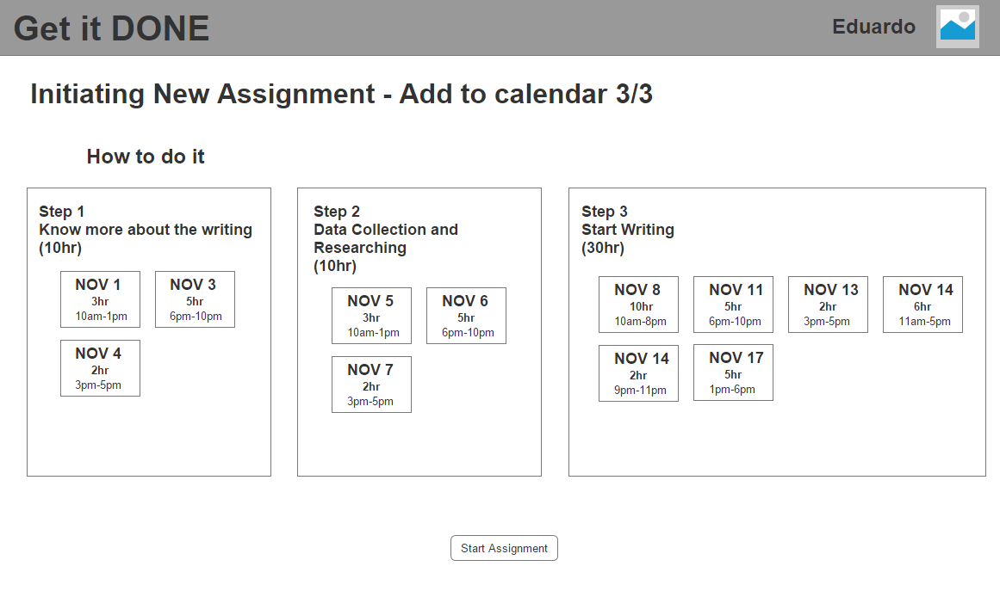 Get it DONE
Eduardo
Initiating New Assignment - Add to calendar 3/3
How to do it
Step 1
Know more about the writing
(10hr)
NOV 1
3hr
10am-1pm
NOV 3
5hr
6pm-10pm
NOV 4
2hr
3pm-5pm
Step 2
Data Collection and
Researching
(10hr)
NOV 5
3hr
10am-1pm
NOV 6
5hr
6pm-10pm
NOV 7
2hr
3pm-5pm
Step 3
Start Writing
(30hr)
NOV 8
10hr
10am-8pm
NOV 11
5hr
6pm-10pm
NOV 13
2hr
3pm-5pm
NOV 14
6hr
11am-5pm
NOV 14
2hr
9pm-11pm
NOV 17
5hr
1pm-6pm
Start Assignment